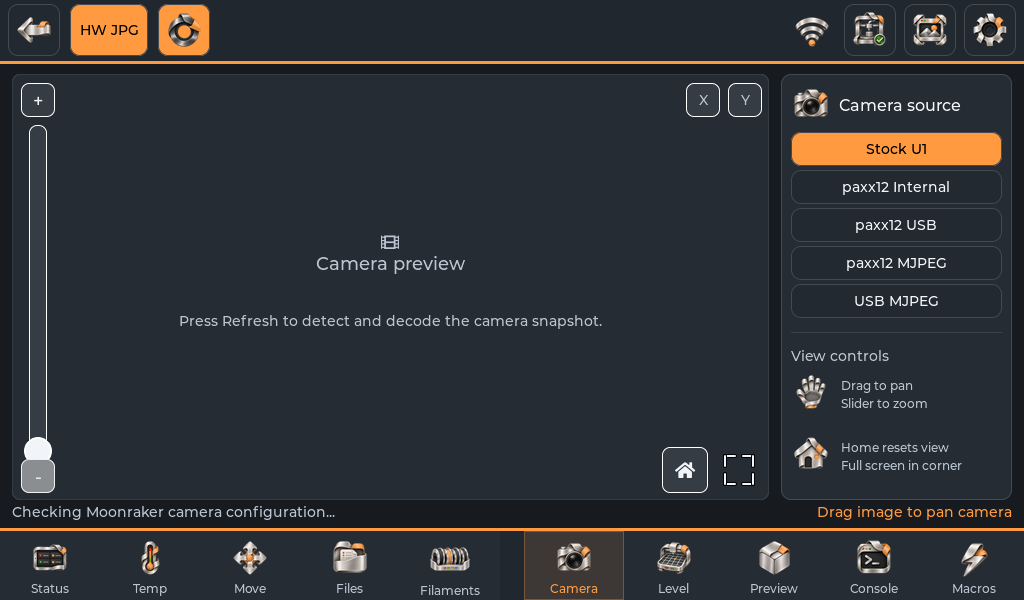 HW JPG
+
X
Y
Camera preview
Press Refresh to detect and decode the camera snapshot.
-
Camera source
Stock U1
paxx12 Internal
paxx12 USB
paxx12 MJPEG
USB MJPEG
View controls
Drag to pan
Slider to zoom
Home resets view
Full screen in corner
Checking Moonraker camera configuration...
Drag image to pan camera
Status
Temp
Move
Files
Filaments
Camera
Level
Preview
Console
Macros